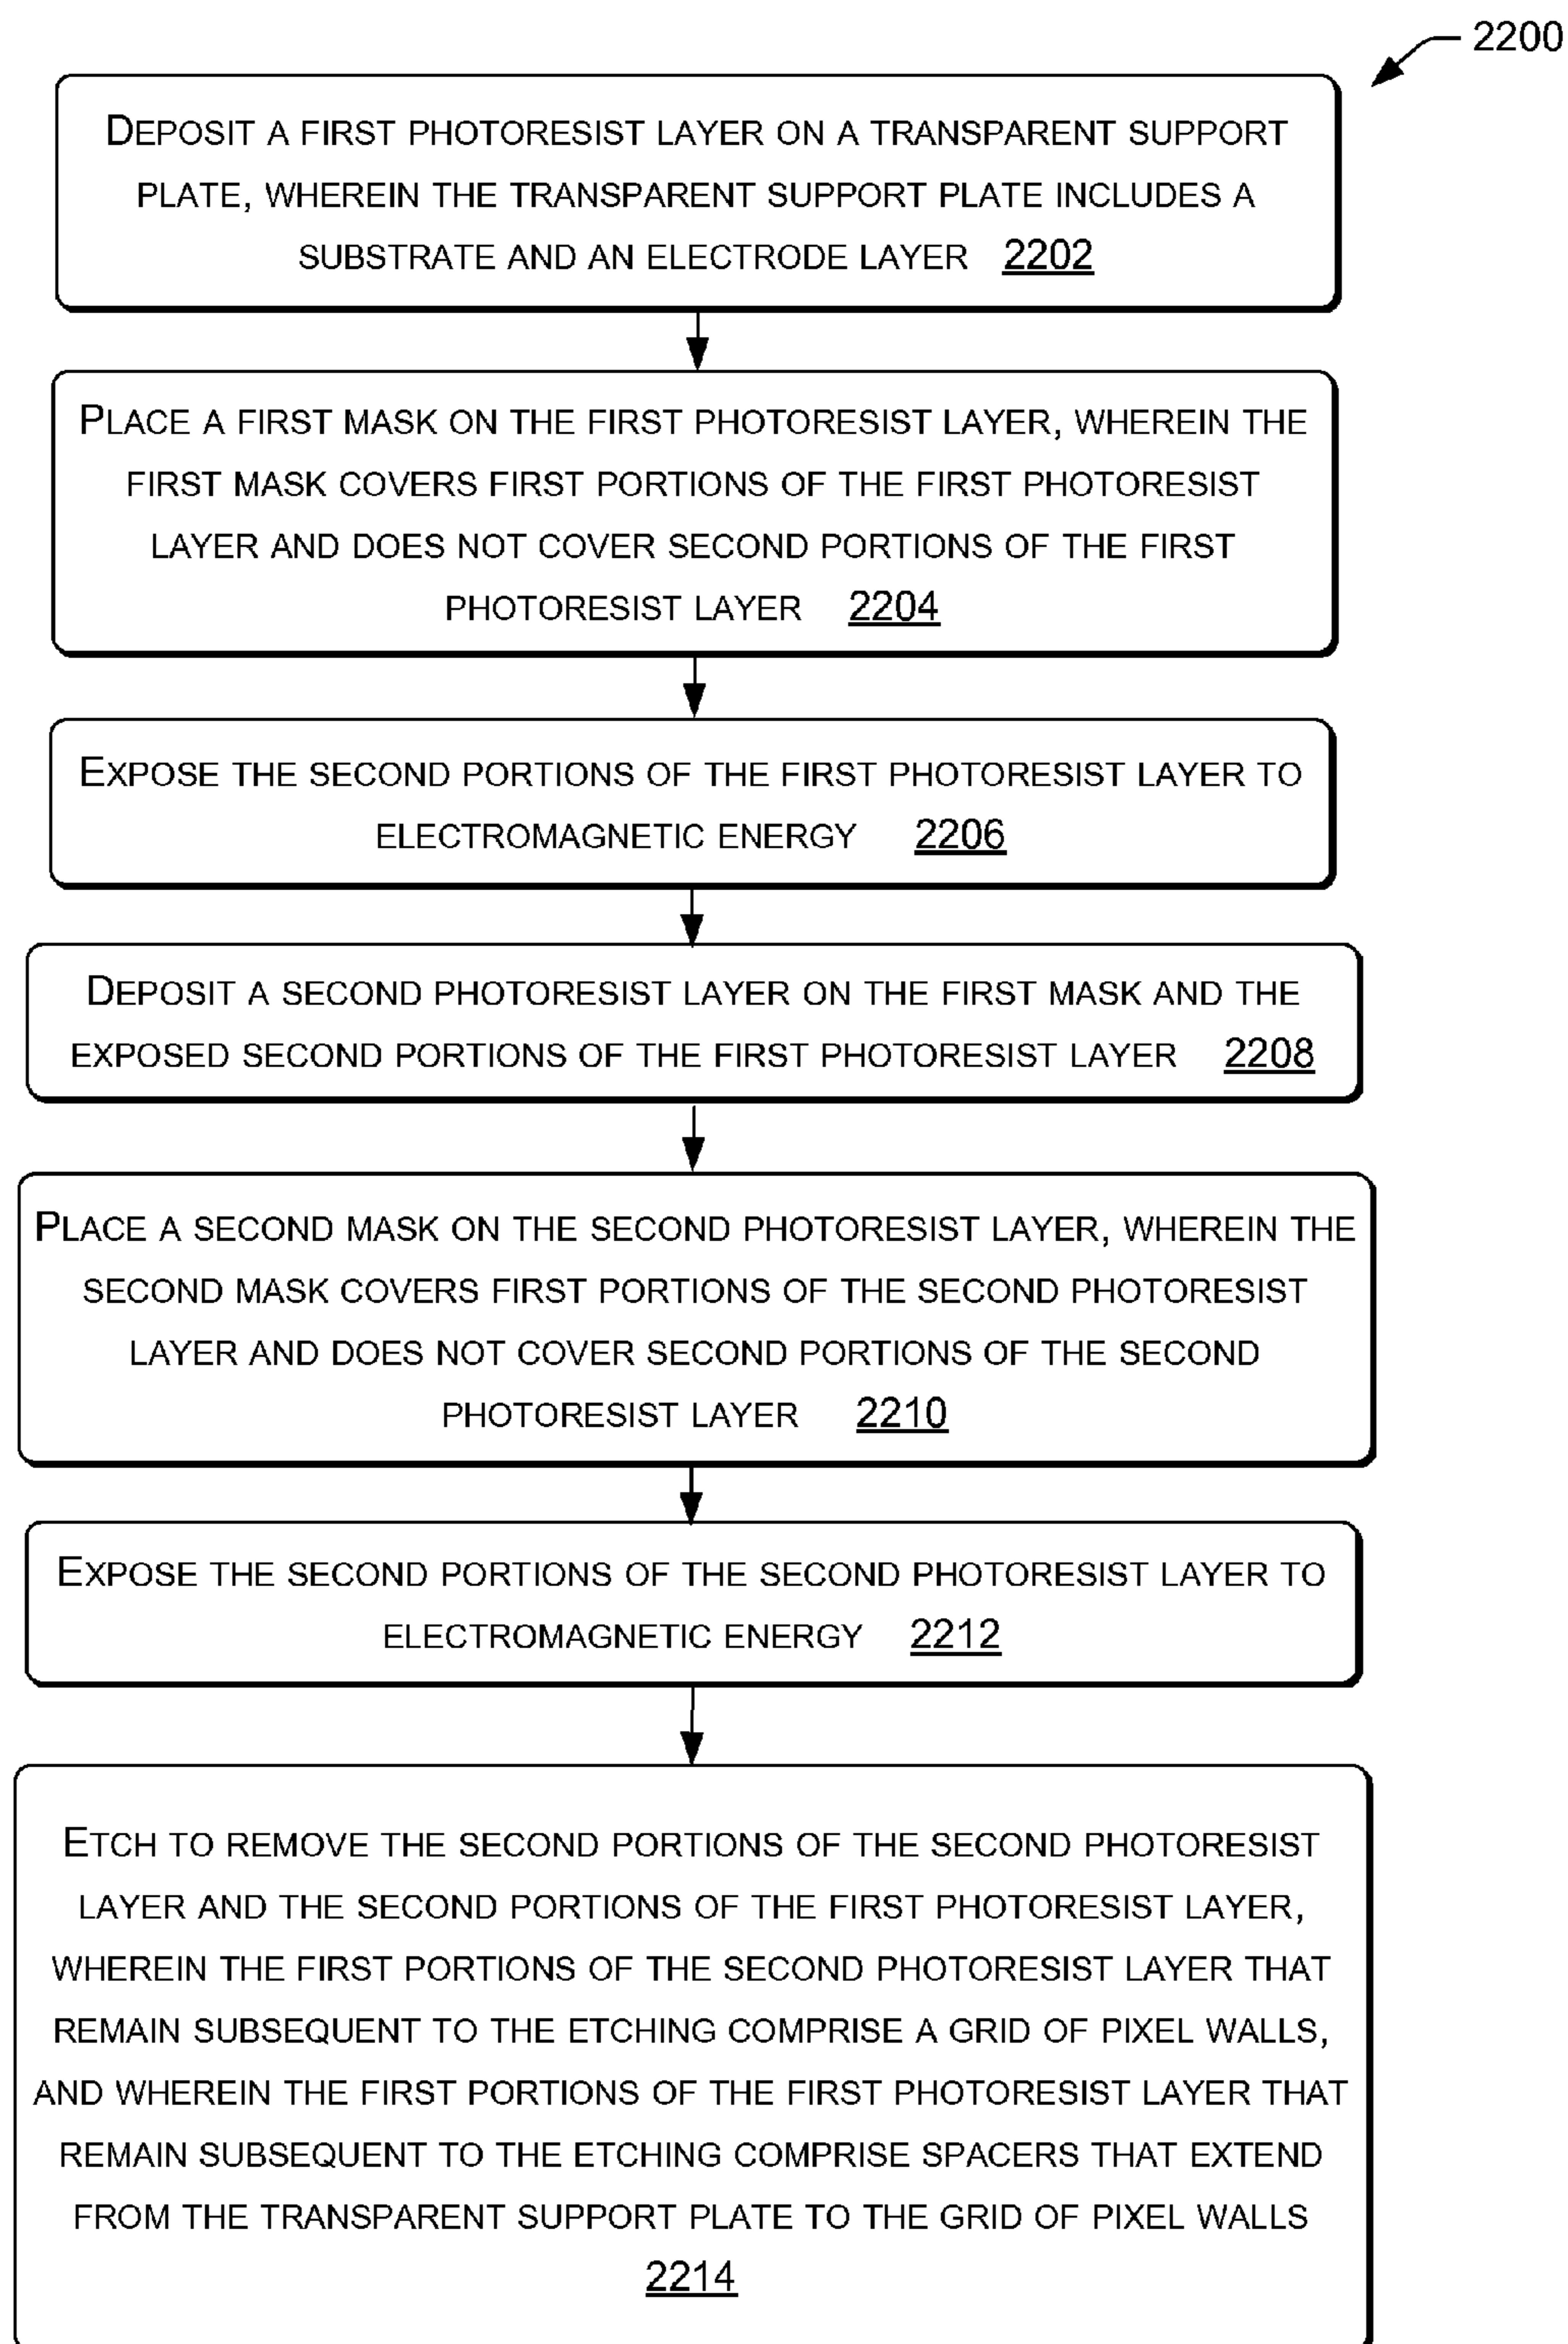 2200
DEPOSIT A FIRST PHOTORESIST LAYER ON A TRANSPARENT SUPPORT
PLATE, WHEREIN THE TRANSPARENT SUPPORT PLATE INCLUDES A
SUBSTRATE AND AN ELECTRODE LAYER 2202
PLACE A FIRST MASK ON THE FIRST PHOTORESIST LAYER, WHEREIN THE
FIRST MASK COVERS FIRST PORTIONS OF THE FIRST PHOTORESIST
LAYER AND DOES NOT COVER SECOND PORTIONS OF THE FIRST
PHOTORESIST LAYER 2204
EXPOSE THE SECOND PORTIONS OF THE FIRST PHOTORESIST LAYER TO
ELECTROMAGNETIC ENERGY 2206
DEPOSIT A SECOND PHOTORESIST LAYER ON THE FIRST MASK AND THE
EXPOSED SECOND PORTIONS OF THE FIRST PHOTORESIST LAYER 2208
PLACE A SECOND MASK ON THE SECOND PHOTORESIST LAYER, WHEREIN THE
SECOND MASK COVERS FIRST PORTIONS OF THE SECOND PHOTORESIST
LAYER AND DOES NOT COVER SECOND PORTIONS OF THE SECOND
PHOTORESIST LAYER 2210
EXPOSE THE SECOND PORTIONS OF THE SECOND PHOTORESIST LAYER TO
ELECTROMAGNETIC ENERGY 2212
ETCH TO REMOVE THE SECOND PORTIONS OF THE SECOND PHOTORESIST
LAYER AND THE SECOND PORTIONS OF THE FIRST PHOTORESIST LAYER,
WHEREIN THE FIRST PORTIONS OF THE SECOND PHOTORESIST LAYER THAT
REMAIN SUBSEQUENT TO THE ETCHING COMPRISE A GRID OF PIXEL WALLS,
AND WHEREIN THE FIRST PORTIONS OF THE FIRST PHOTORESIST LAYER THAT
REMAIN SUBSEQUENT TO THE ETCHING COMPRISE SPACERS THAT EXTEND
FROM THE TRANSPARENT SUPPORT PLATE TO THE GRID OF PIXEL WALLS
2214